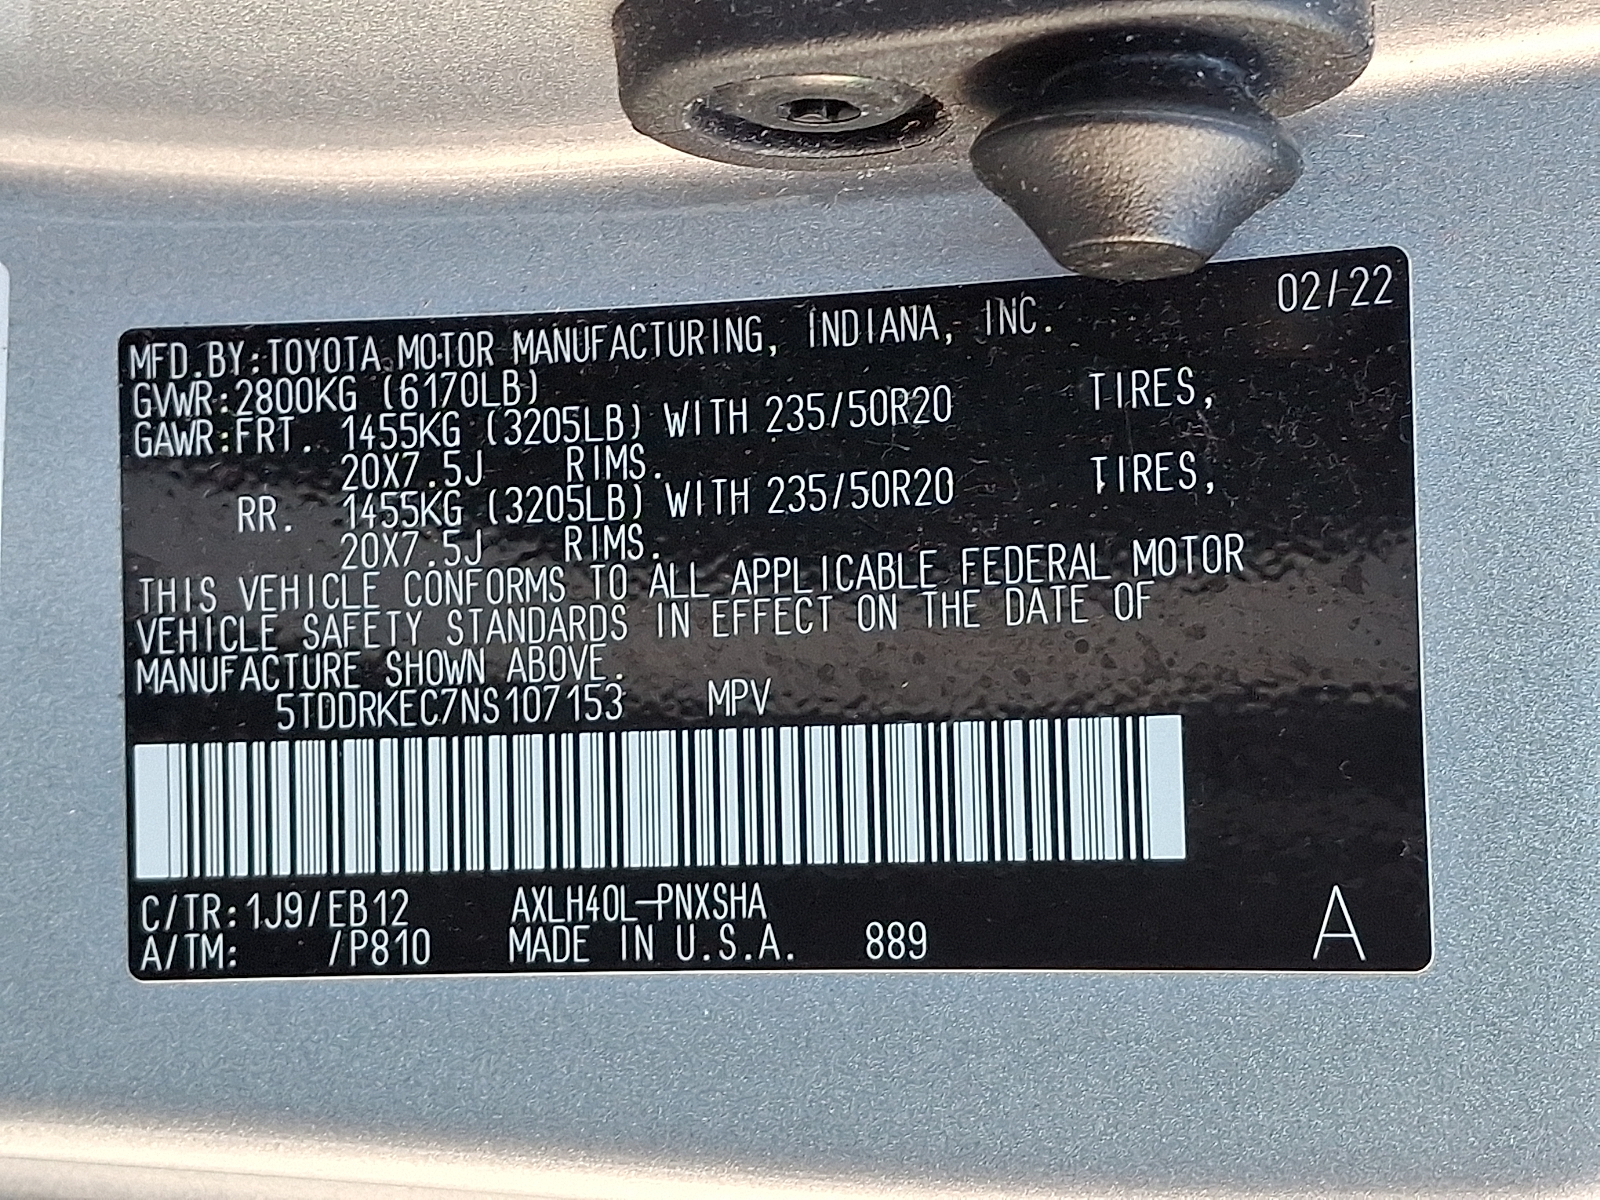 02/22
MFD.BY:TOYOTA MOTOR MANUFACTURING, INDIANA, INC.
GVWR:2800KG (6170LB)
GAWR:FRT. 1455KG (3205LB) WITH 235/50R20 TIRES,
20X7.5J RIMS.
RR. 1455KG (3205LB) WITH 235/50R20 TIRES,
20X7.5J RIMS.
THIS VEHICLE CONFORMS TO ALL APPLICABLE FEDERAL MOTOR
VEHICLE SAFETY STANDARDS IN EFFECT ON THE DATE OF
MANUFACTURE SHOWN ABOVE.
5TDDRKEC7NS107153 MPV
C/TR:1J9/EB12 AXLH40L-PNXSHA
A/TM: /P810 MADE IN U.S.A. 889
A